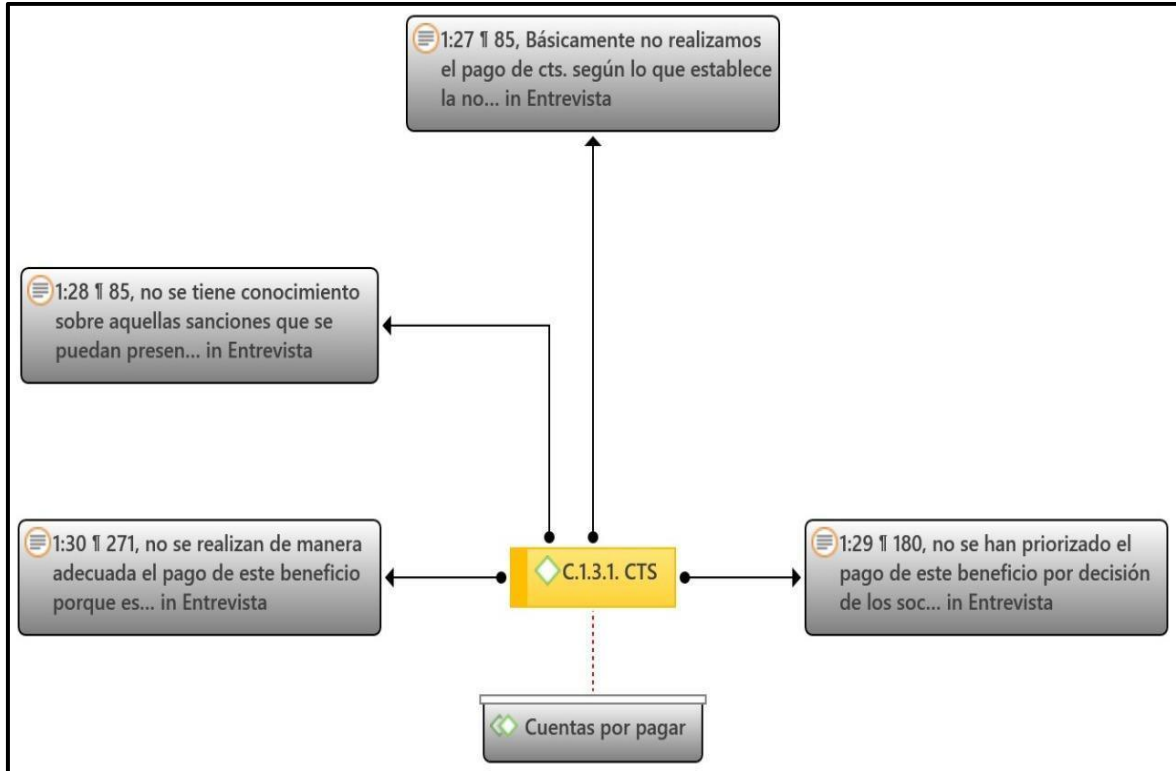 1:27 ¶ 85, Básicamente no realizamos
el pago de cts. según lo que establece
la no... in Entrevista
1:28 ¶ 85, no se tiene conocimiento
sobre aquellas sanciones que se
puedan presen... in Entrevista
1:30 ¶ 271, no se realizan de manera
adecuada el pago de este beneficio
porque es... in Entrevista
C.1.3.1. CTS
1:29 ¶ 180, no se han priorizado el
pago de este beneficio por decisión
de los soc... in Entrevista
Cuentas por pagar